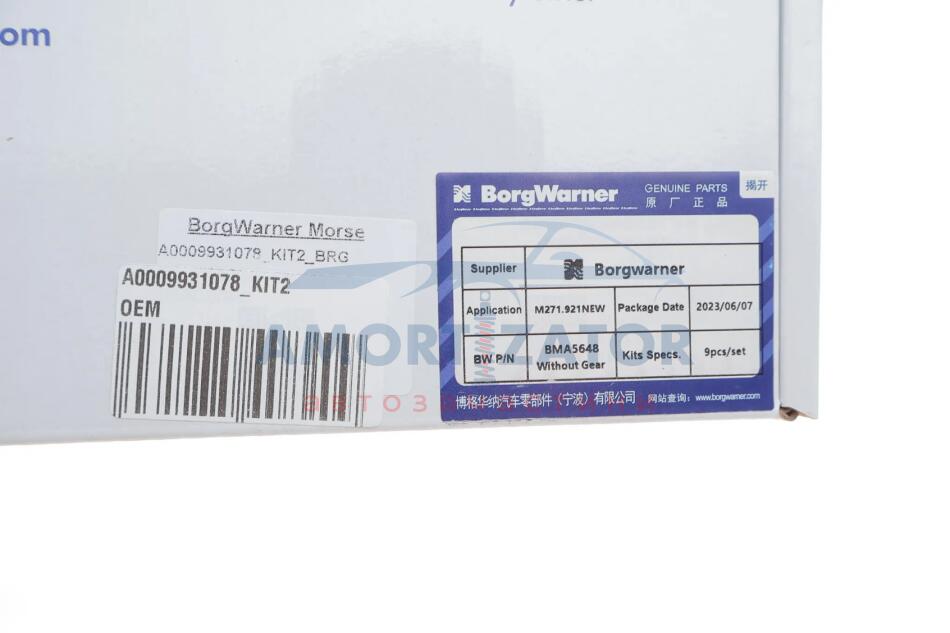 om
BorgWarner Morse
A0009931078_KIT2_BRG
A0009931078_KIT2
OEM
BorgWarner GENUINE PARTS 揭开
原厂正品
Supplier Borgwarner
Application M271.921NEW Package Date 2023/06/07
BW P/N BMA5648 Without Gear Kits Specs. 9pcs/set
博格华纳汽车零部件（宁波）有限公司 网站查询：www.borgwarner.com
AMORTIZATOR